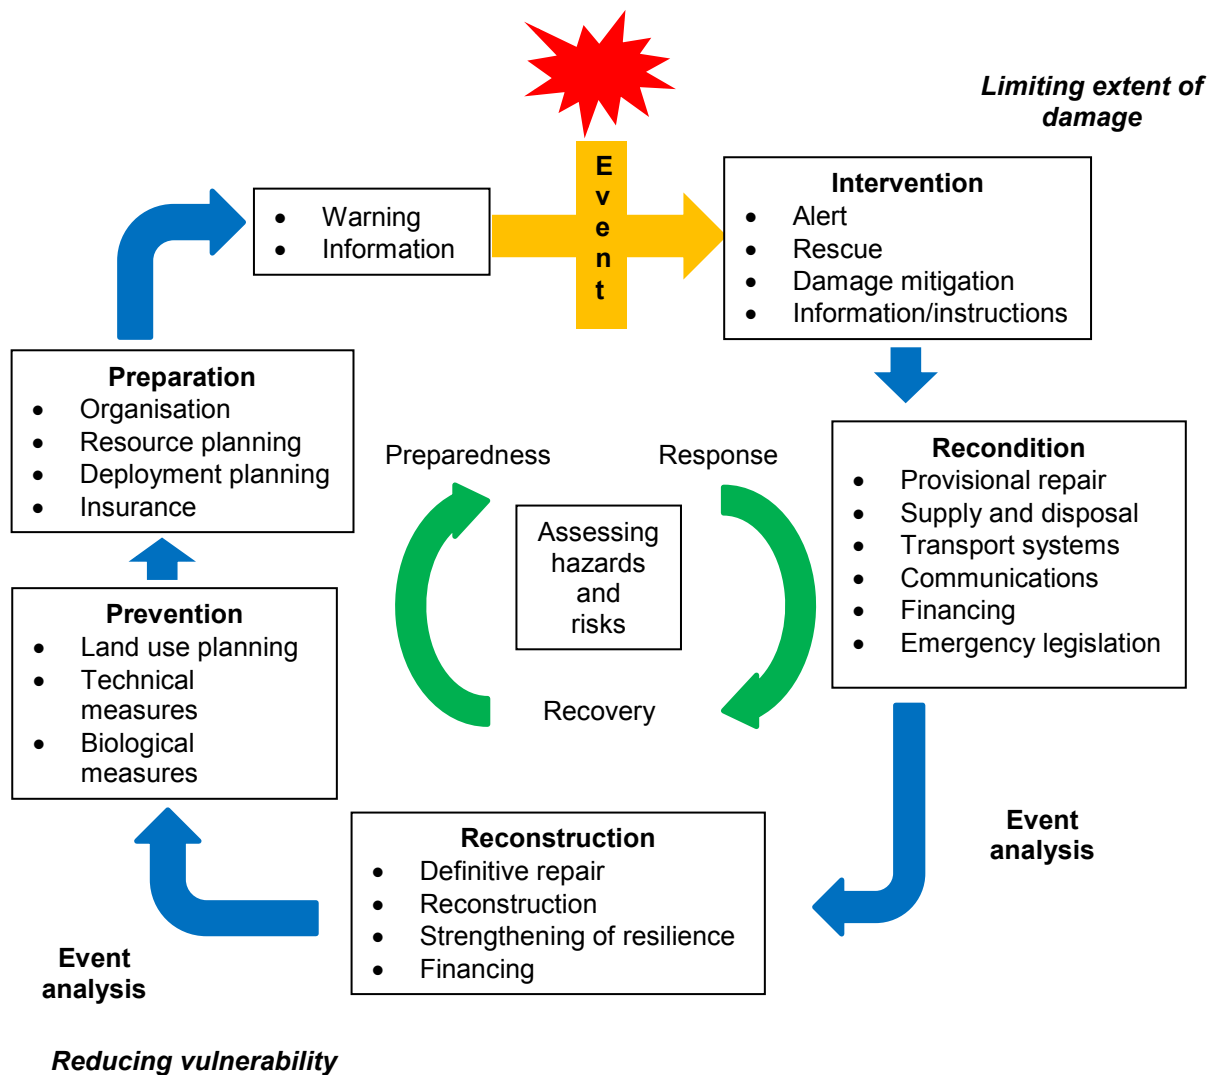 Limiting extent of
damage
Event
• Warning
• Information
Intervention
• Alert
• Rescue
• Damage mitigation
• Information/instructions
Preparation
• Organisation
• Resource planning
• Deployment planning
• Insurance
Preparedness
Response
Assessing
hazards
and
risks
Recovery
Recondition
• Provisional repair
• Supply and disposal
• Transport systems
• Communications
• Financing
• Emergency legislation
Prevention
• Land use planning
• Technical
measures
• Biological
measures
Reconstruction
• Definitive repair
• Reconstruction
• Strengthening of resilience
• Financing
Event
analysis
Event
analysis
Reducing vulnerability